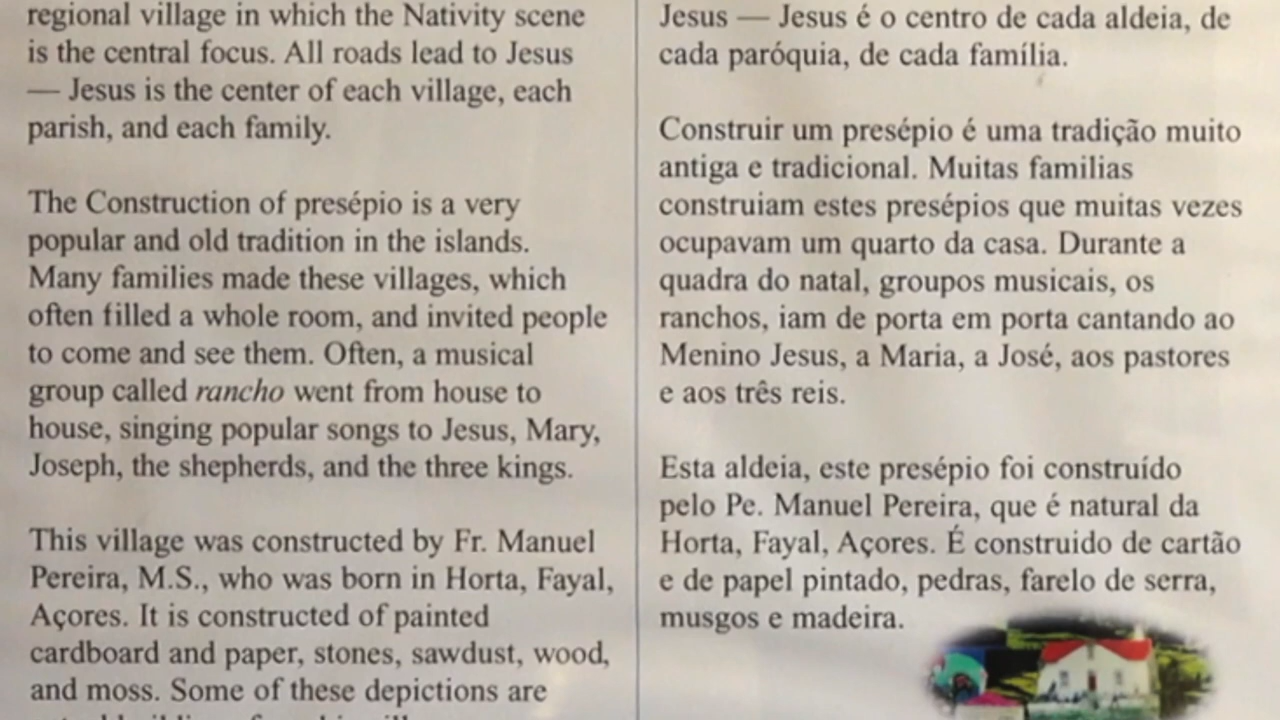 regional village in which the Nativity scene
is the central focus. All roads lead to Jesus
— Jesus is the center of each village, each
parish, and each family.
The Construction of presépio is a very
popular and old tradition in the islands.
Many families made these villages, which
often filled a whole room, and invited people
to come and see them. Often, a musical
group called rancho went from house to
house, singing popular songs to Jesus, Mary,
Joseph, the shepherds, and the three kings.
This village was constructed by Fr. Manuel
Pereira, M.S., who was born in Horta, Fayal,
Açores. It is constructed of painted
cardboard and paper, stones, sawdust, wood,
and moss. Some of these depictions are
Jesus — Jesus é o centro de cada aldeia, de
cada paróquia, de cada família.
Construir um presépio é uma tradição muito
antiga e tradicional. Muitas familias
construiam estes presépios que muitas vezes
ocupavam um quarto da casa. Durante a
quadra do natal, groupos musicais, os
ranchos, iam de porta em porta cantando ao
Menino Jesus, a Maria, a José, aos pastores
e aos três reis.
Esta aldeia, este presépio foi construído
pelo Pe. Manuel Pereira, que é natural da
Horta, Fayal, Açores. É construido de cartão
e de papel pintado, pedras, farelo de serra,
musgos e madeira.